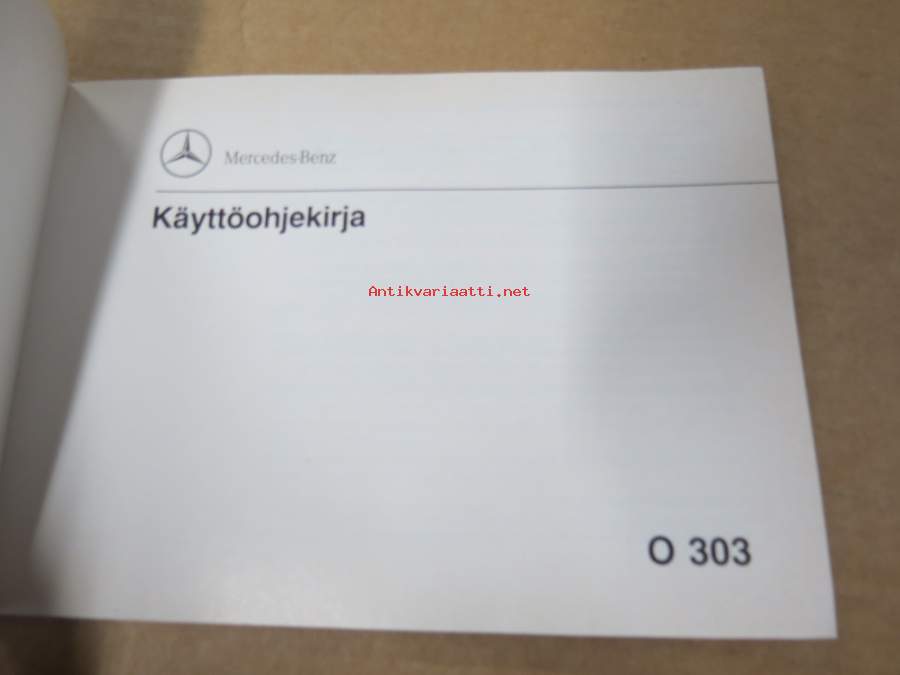 Mercedes-Benz
Käyttöohjekirja
Antikvariaatti.net
O 303